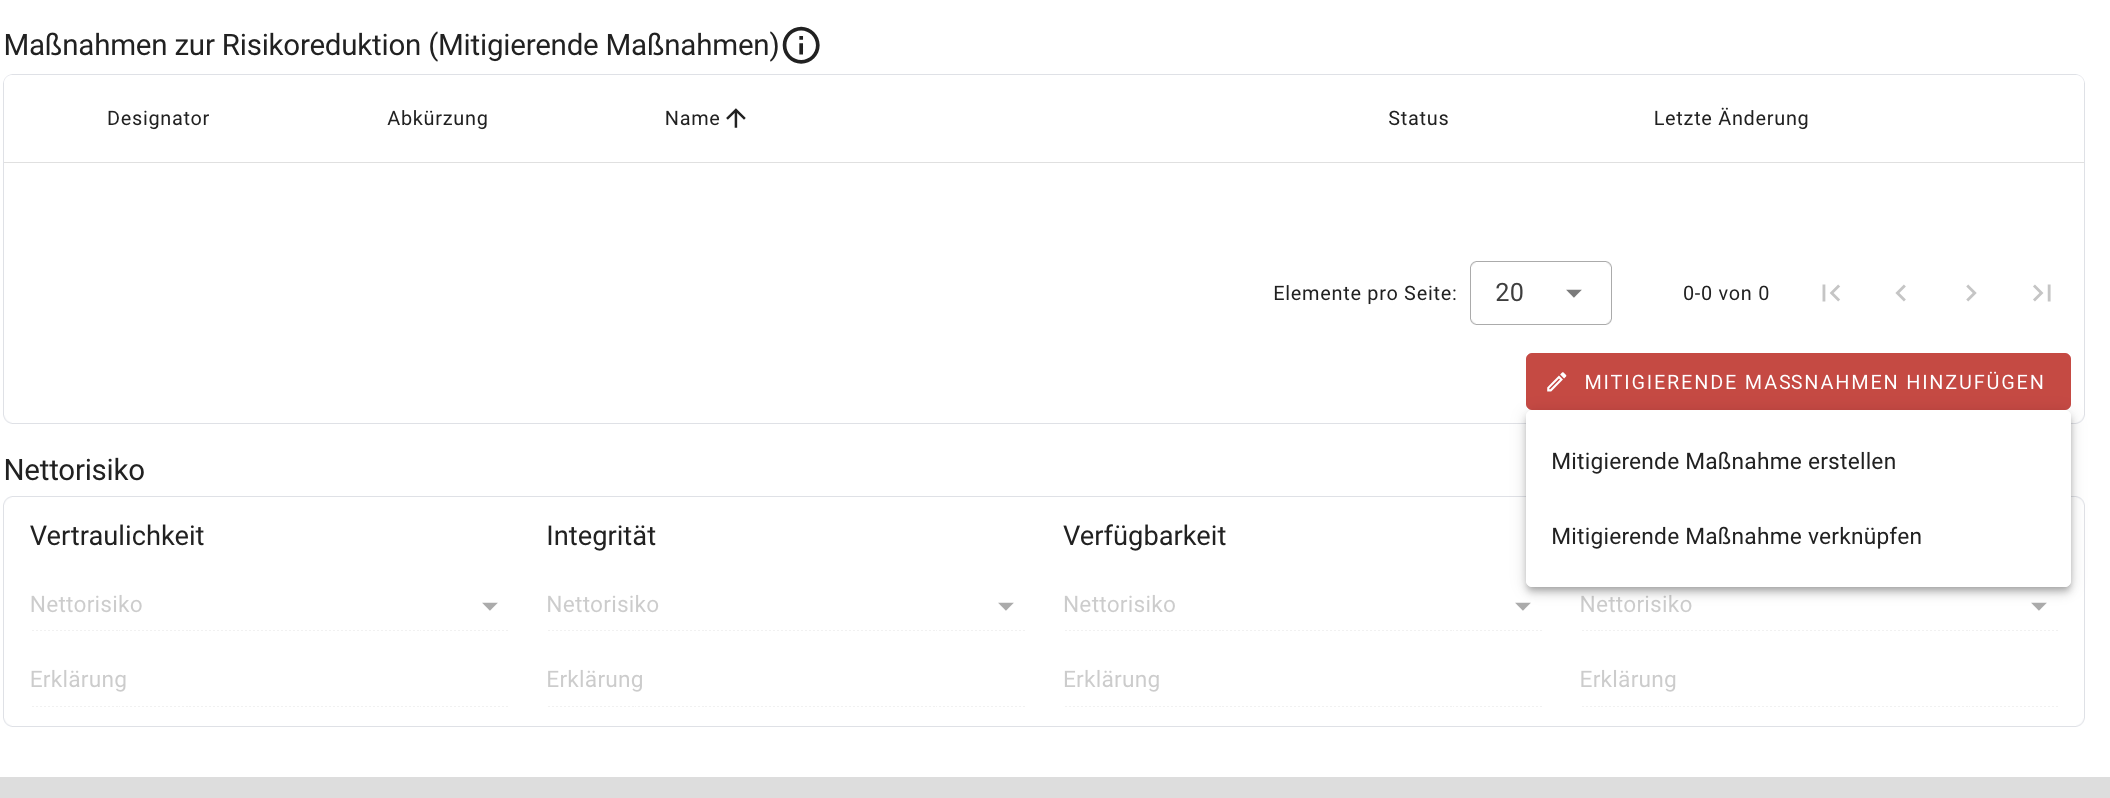 Maßnahmen zur Risikoreduktion (Mitigierende Maßnahmen)
Designator Abkürzung Name Status Letzte Änderung
Elemente pro Seite: 20 0-0 von 0
MITIGIERENDE MASSNAHMEN HINZUFÜGEN
Mitigierende Maßnahme erstellen
Mitigierende Maßnahme verknüpfen
Nettorisiko
Vertraulichkeit Integrität Verfügbarkeit
Nettorisiko Nettorisiko Nettorisiko Nettorisiko
Erklärung Erklärung Erklärung Erklärung